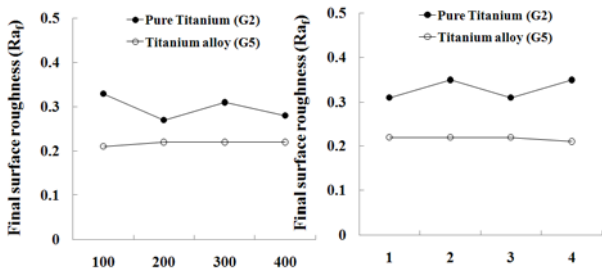 Pure Titanium (G2)
Titanium alloy (G5)
Final surface roughness (Raf)
0.5
0.4
0.3
0.2
0.1
0
100 200 300 400
Pure Titanium (G2)
Titanium alloy (G5)
Final surface roughness (Raf)
0.5
0.4
0.3
0.2
0.1
0
1 2 3 4